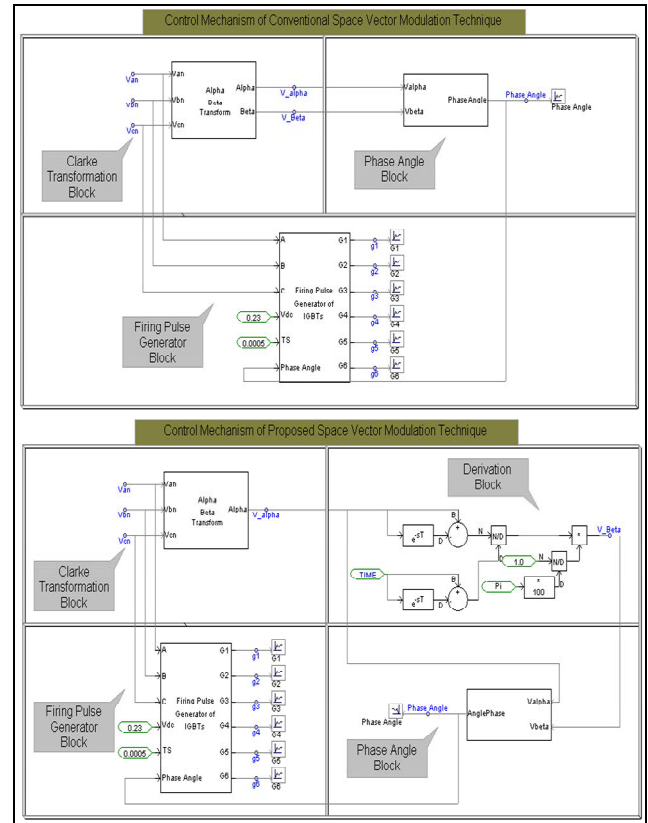 Control Mechanism of Conventional Space Vector Modulation Technique
Van
Vbn
Vcn
Van
Vbn
Vcn
Alpha
Beta
Transform
Alpha
Beta
V_alpha
V_Beta
Clarke
Transformation
Block
Valpha
Vbeta
PhaseAngle
Phase Angle
Phase Angle
Phase Angle
Block
A
B
C
Vdc
TS
Phase Angle
Firing Pulse
Generator of
IGBTs
0.23
0.0005
G1
G2
G3
G4
G5
G6
g1
g2
g3
g4
g5
g6
G1
G2
G3
G4
G5
G6
Firing Pulse
Generator
Block
Control Mechanism of Proposed Space Vector Modulation Technique
Van
Vbn
Vcn
Van
Vbn
Vcn
Alpha
Beta
Transform
Alpha
V_alpha
Clarke
Transformation
Block
Derivation
Block
e-sT
D
B
N
N/D
D
1.0
N
N/D
D
Pi
*
100
*
V_Beta
TIME
e-sT
D
B
A
B
C
Vdc
TS
Phase Angle
Firing Pulse
Generator of
IGBTs
0.23
0.0005
G1
G2
G3
G4
G5
G6
g1
g2
g3
g4
g5
g6
G1
G2
G3
G4
G5
G6
Firing Pulse
Generator
Block
Phase Angle
Phase Angle
AnglePhase
Valpha
Vbeta
Phase Angle
Block